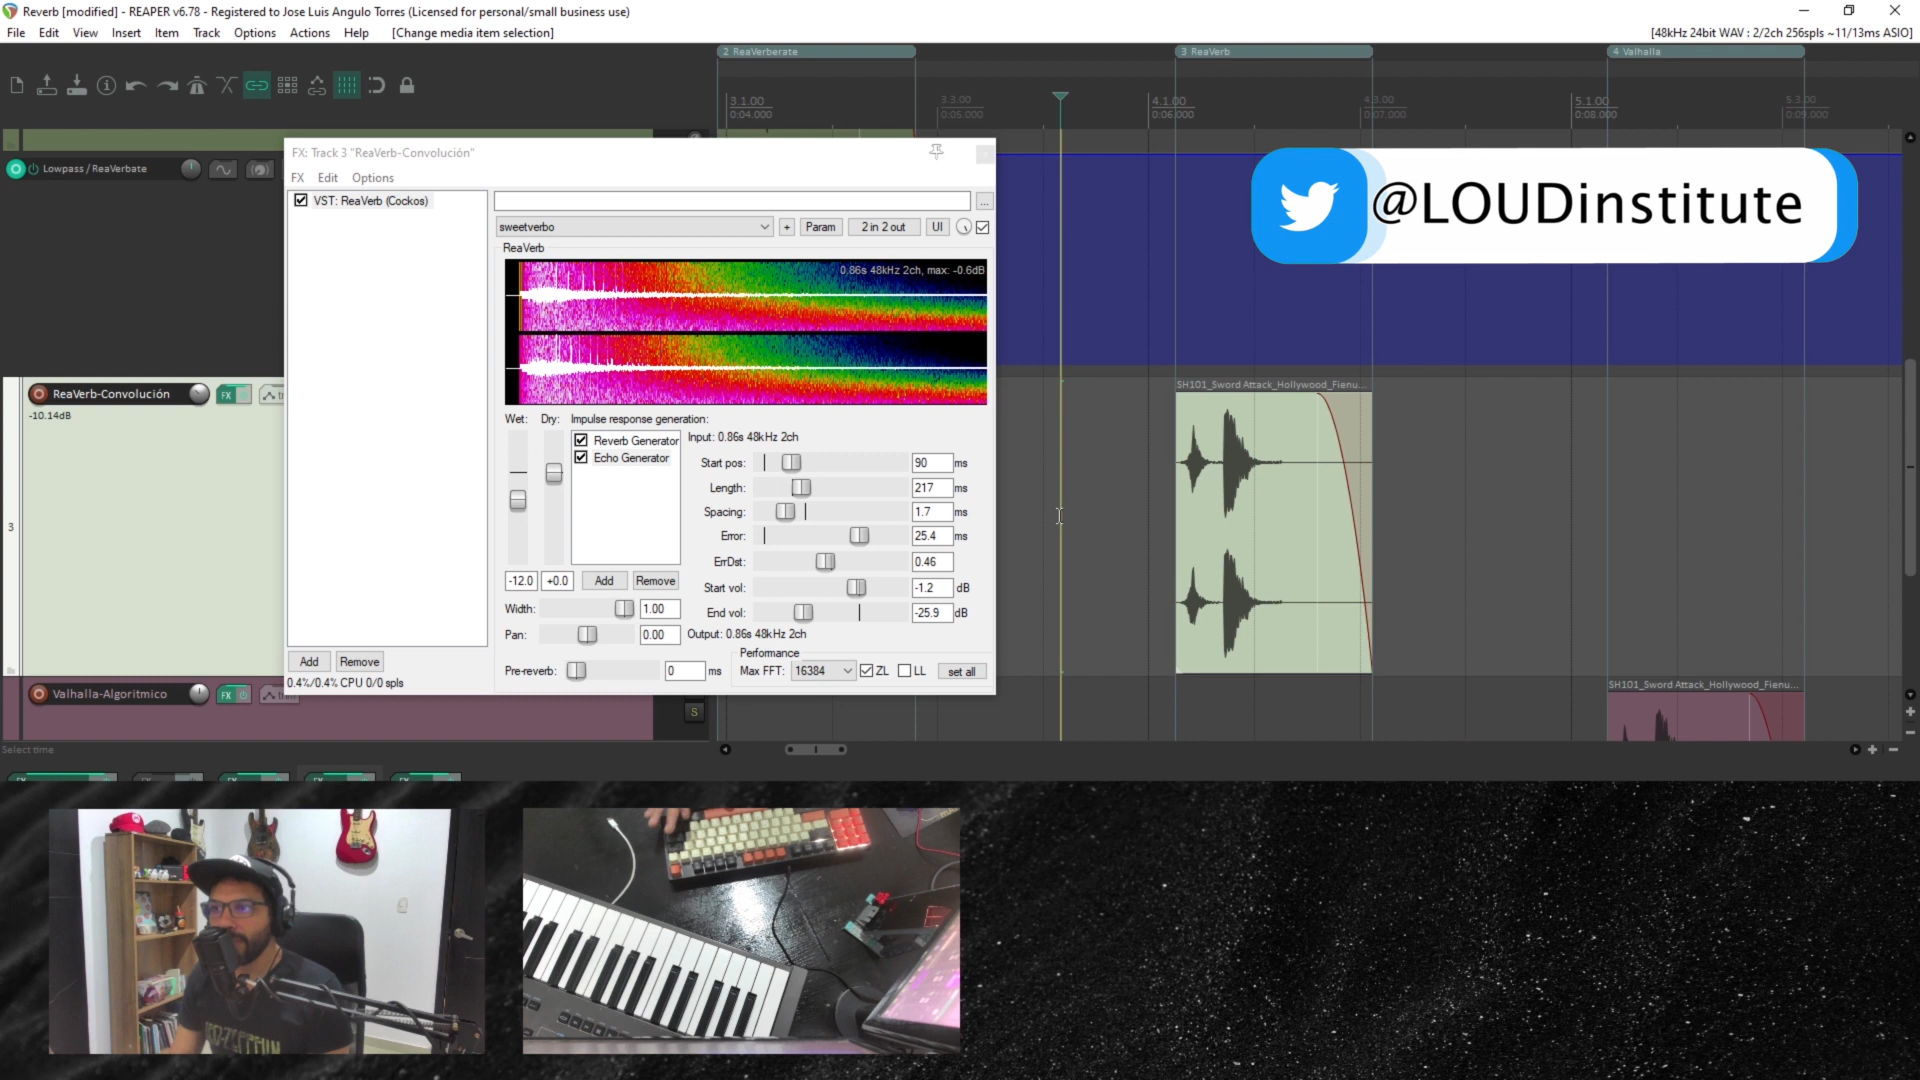 Reverb [modified] - REAPER v6.78 - Registered to Jose Luis Angulo Torres (Licensed for personal/small business use)
File Edit View Insert Item Track Options Actions Help [Change media item selection]
[48kHz 24bit WAV : 2/2ch 256spls ~11/13ms ASIO]
2 ReaVerberate
3 ReaVerb
4 Valhalla
3.1.00
0:04.000
3.3.00
0:05.000
4.1.00
0:06.000
4.3.00
0:07.000
5.1.00
0:08.000
5.3.00
0:09.000
Lowpass / ReaVerbate
FX: Track 3 "ReaVerb-Convolución"
FX Edit Options
VST: ReaVerb (Cockos)
...
sweetverbo
+
Param
2 in 2 out
UI
ReaVerb
0.86s 48kHz 2ch, max: -0.6dB
Wet: Dry: Impulse response generation:
Reverb Generator
Echo Generator
Input: 0.86s 48kHz 2ch
Start pos: 90 ms
Length: 217 ms
Spacing: 1.7 ms
Error: 25.4 ms
ErrDst: 0.46
Start vol: -1.2 dB
End vol: -25.9 dB
-12.0 +0.0 Add Remove
Width: 1.00
Pan: 0.00
Output: 0.86s 48kHz 2ch
Performance
Pre-reverb: 0 ms
Max FFT: 16384 ZL LL set all
Add Remove
0.4%/0.4% CPU 0/0 spls
@LOUDinstitute
ReaVerb-Convolución
FX
-10.14dB
3
SH101_Sword Attack_Hollywood_Fienu...
Valhalla-Algoritmico
FX
S
SH101_Sword Attack_Hollywood_Fienu...
Select time